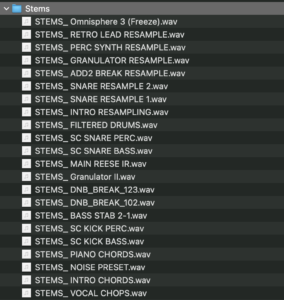 Stems
STEMS_ Omnisphere 3 (Freeze).wav
STEMS_ RETRO LEAD RESAMPLE.wav
STEMS_ PERC SYNTH RESAMPLE.wav
STEMS_ GRANULATOR RESAMPLE.wav
STEMS_ ADD2 BREAK RESAMPLE.wav
STEMS_ SNARE RESAMPLE 2.wav
STEMS_ SNARE RESAMPLE 1.wav
STEMS_ INTRO RESAMPLING.wav
STEMS_ FILTERED DRUMS.wav
STEMS_ SC SNARE PERC.wav
STEMS_ SC SNARE BASS.wav
STEMS_ MAIN REESE IR.wav
STEMS_ Granulator II.wav
STEMS_ DNB_BREAK_123.wav
STEMS_ DNB_BREAK_102.wav
STEMS_ BASS STAB 2-1.wav
STEMS_ SC KICK PERC.wav
STEMS_ SC KICK BASS.wav
STEMS_ PIANO CHORDS.wav
STEMS_ NOISE PRESET.wav
STEMS_ INTRO CHORDS.wav
STEMS_ VOCAL CHOPS.wav